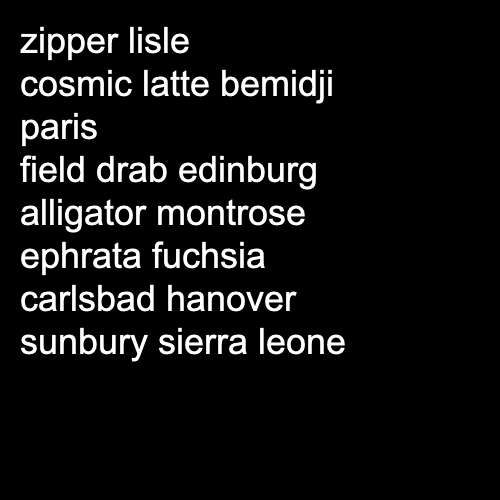 zipper lisle
cosmic latte bemidji
paris
field drab edinburg
alligator montrose
ephrata fuchsia
carlsbad hanover
sunbury sierra leone